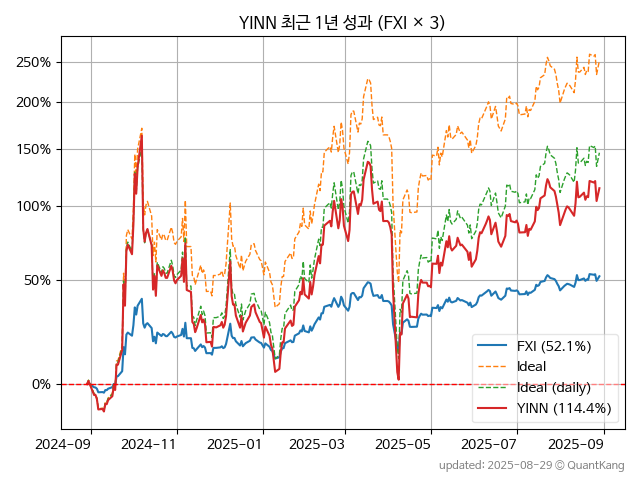 YINN 최근 1년 성과 (FXI × 3)
250%
200%
150%
100%
50%
0%
FXI (52.1%)
Ideal
Ideal (daily)
YINN (114.4%)
2024-09
2024-11
2025-01
2025-03
2025-05
2025-07
2025-09
updated: 2025-08-29 © QuantKang